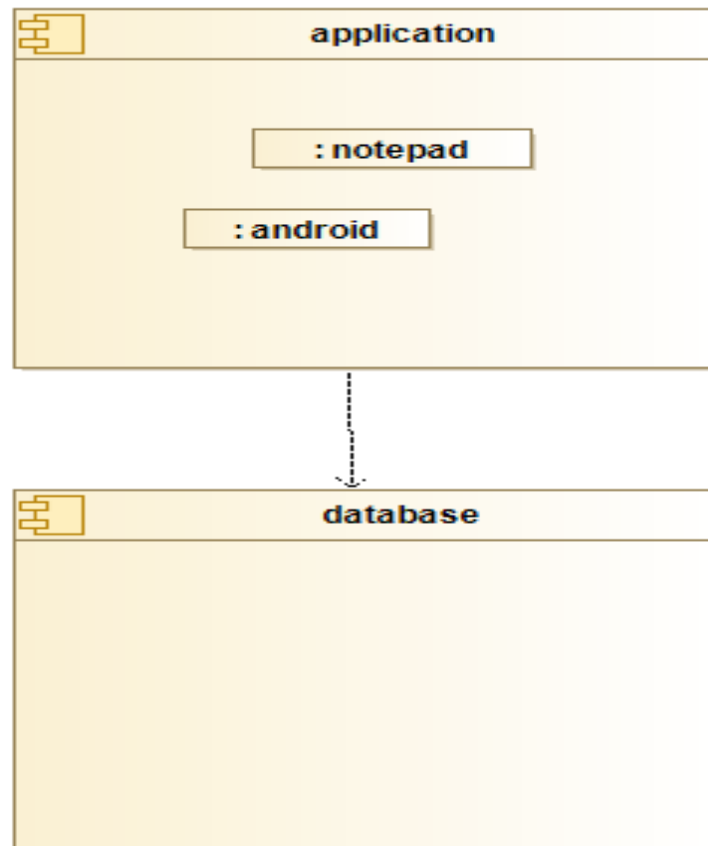 application
: notepad
: android
database